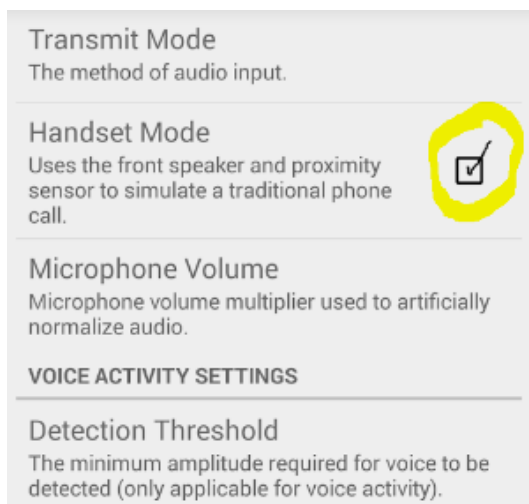 Transmit Mode
The method of audio input.
Handset Mode
Uses the front speaker and proximity
sensor to simulate a traditional phone
call.
Microphone Volume
Microphone volume multiplier used to artificially
normalize audio.
VOICE ACTIVITY SETTINGS
Detection Threshold
The minimum amplitude required for voice to be
detected (only applicable for voice activity).